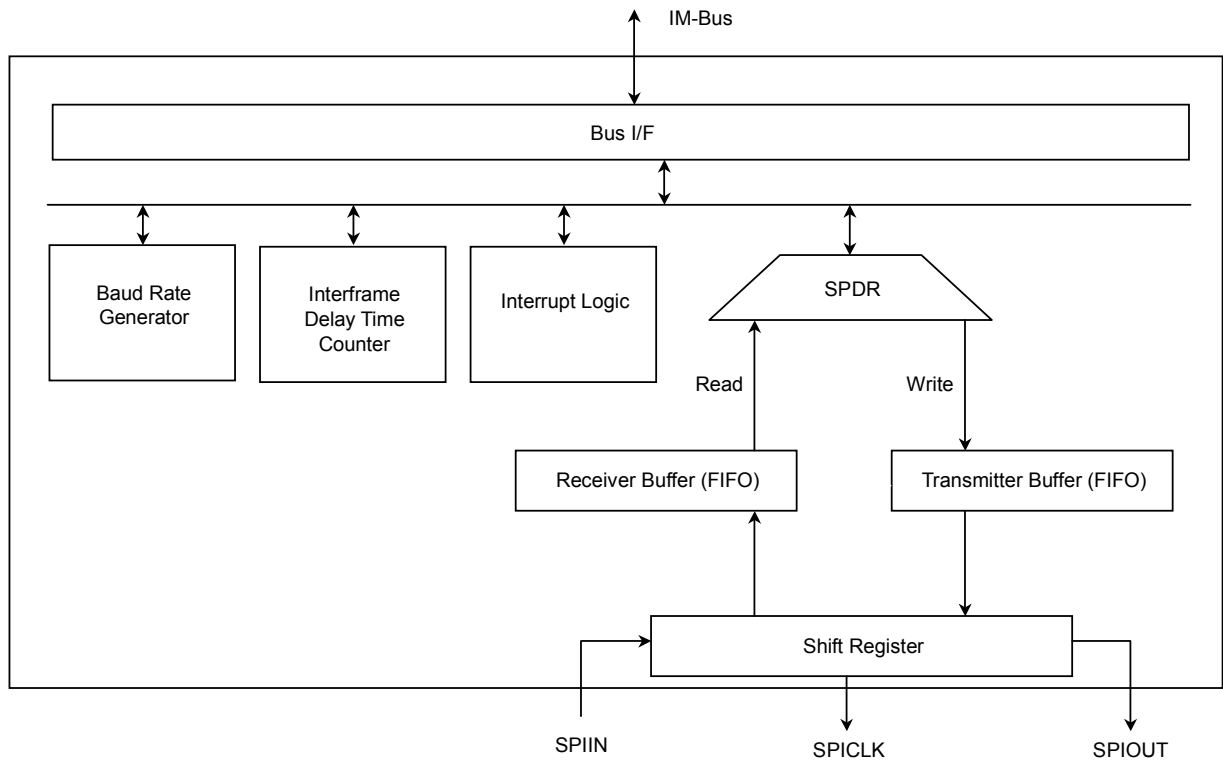 IM-Bus
Bus I/F
Baud Rate
Generator
Interframe
Delay Time
Counter
Interrupt Logic
SPDR
Read
Write
Receiver Buffer (FIFO)
Transmitter Buffer (FIFO)
Shift Register
SPIIN
SPICLK
SPIOUT